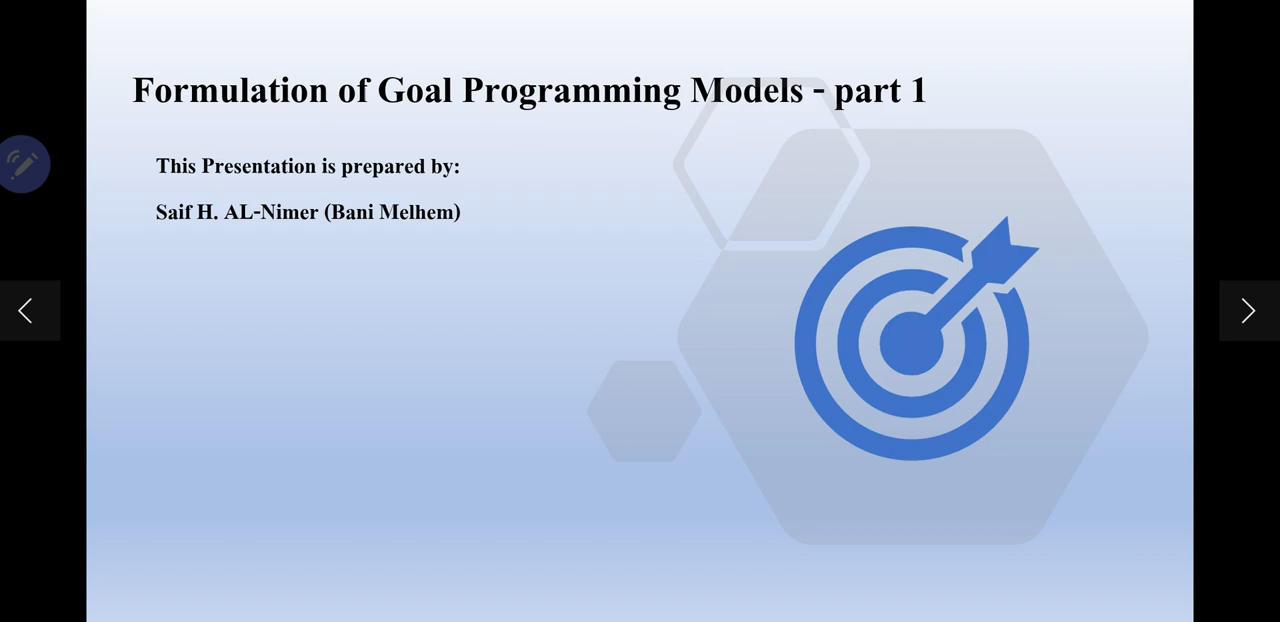 Formulation of Goal Programming Models - part 1
This Presentation is prepared by:
Saif H. AL-Nimer (Bani Melhem)